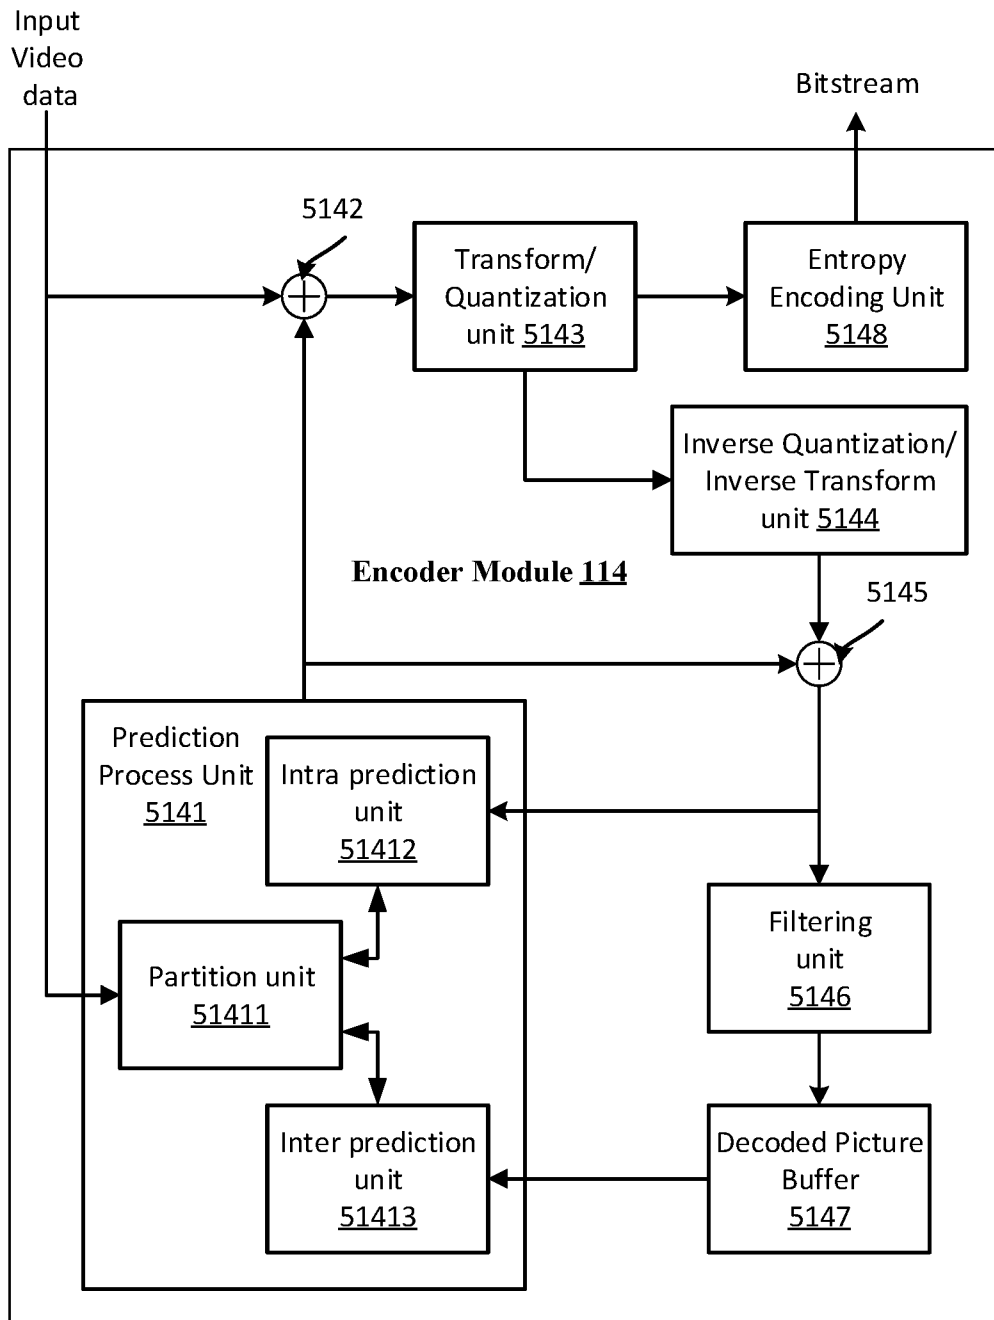 Input
Video
data
Bitstream
5142
Transform/
Quantization
unit 5143
Entropy
Encoding Unit
5148
Inverse Quantization/
Inverse Transform
unit 5144
Encoder Module 114
5145
Prediction
Process Unit
5141
Intra prediction
unit
51412
Partition unit
51411
Filtering
unit
5146
Inter prediction
unit
51413
Decoded Picture
Buffer
5147